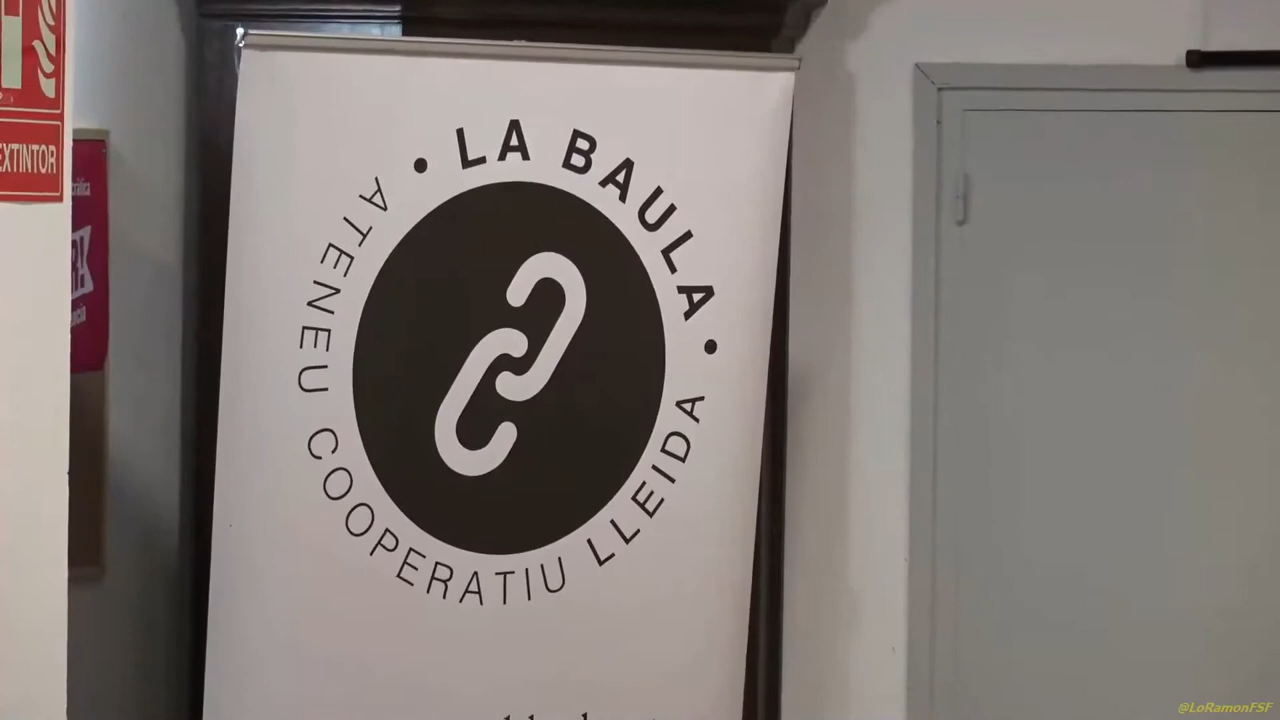 EXTINTOR
• LA BAULA •
ATENEU COOPERATIU LLEIDA
@LoRamonFSF